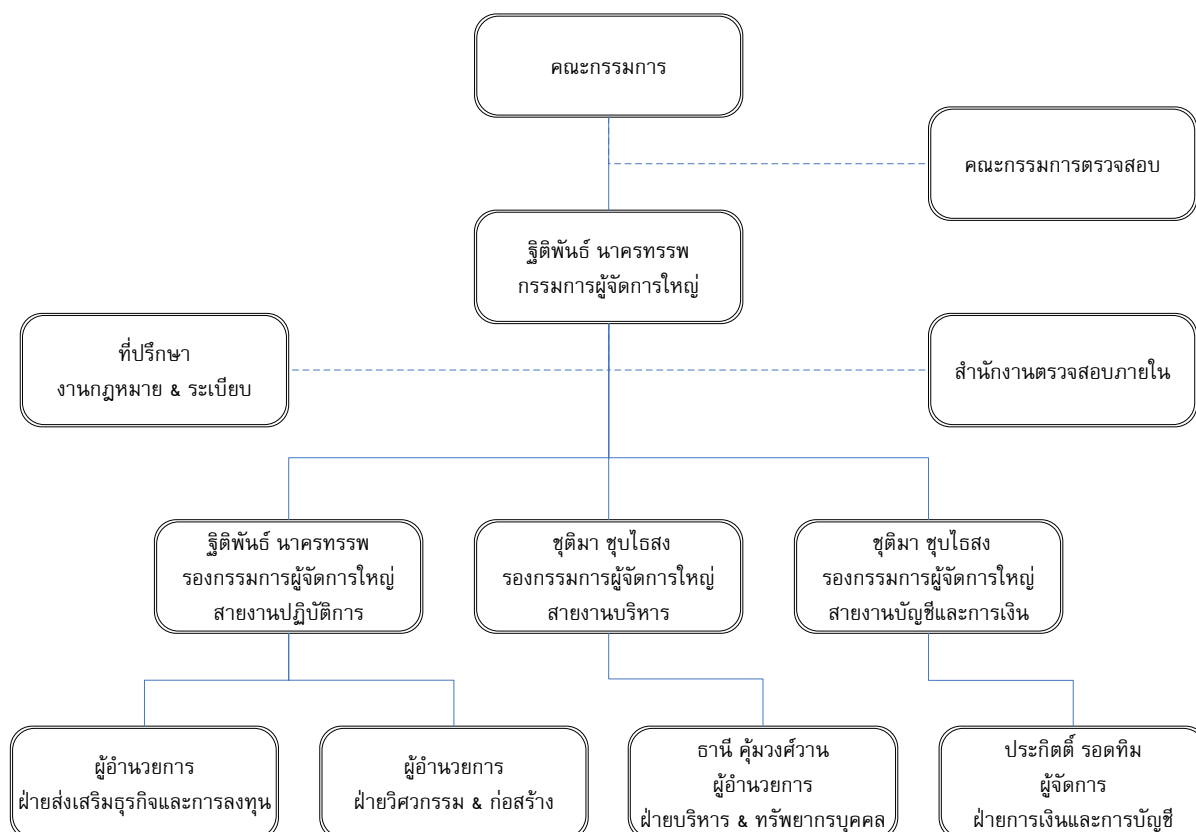 คณะกรรมการ
คณะกรรมการตรวจสอบ
ฐิติพันธ์ นาครทรรพ
กรรมการผู้จัดการใหญ่
ที่ปรึกษา
งานกฎหมาย & ระเบียบ
สำนักงานตรวจสอบภายใน
ฐิติพันธ์ นาครทรรพ
รองกรรมการผู้จัดการใหญ่
สายงานปฏิบัติการ
ชุติมา ชุบไธสง
รองกรรมการผู้จัดการใหญ่
สายงานบริหาร
ชุติมา ชุบไธสง
รองกรรมการผู้จัดการใหญ่
สายงานบัญชีและการเงิน
ผู้อำนวยการ
ฝ่ายส่งเสริมธุรกิจและการลงทุน
ผู้อำนวยการ
ฝ่ายวิศวกรรม & ก่อสร้าง
ธานี คุ้มวงศ์วาน
ผู้อำนวยการ
ฝ่ายบริหาร & ทรัพยากรบุคคล
ประกิตติ์ รอดทิม
ผู้จัดการ
ฝ่ายการเงินและการบัญชี